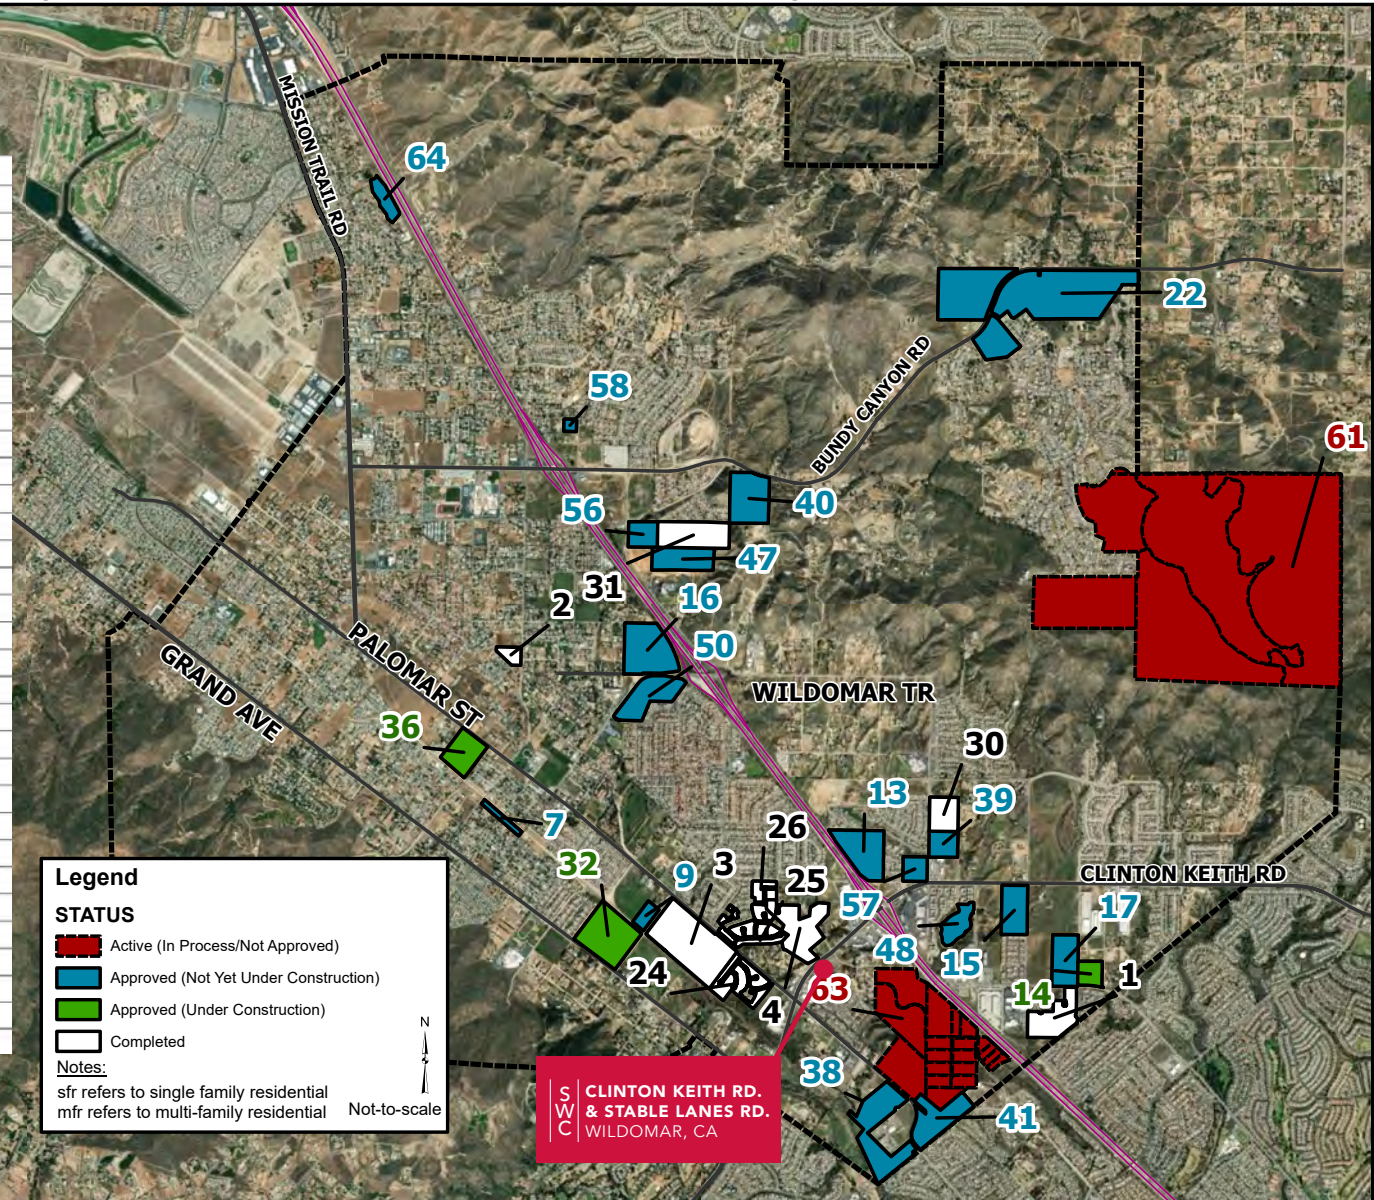 MISSION TRAIL RD
64
22
BUNDY CANYON RD
58
61
40
56
47
31
16
2
50
WILDOMAR TR
PALOMAR ST
GRAND AVE
36
30
13
39
7
26
CLINTON KEITH RD
32
9
3
25
57
17
48
15
24
1
14
63
4
38
41
Legend
STATUS
Active (In Process/Not Approved)
Approved (Not Yet Under Construction)
Approved (Under Construction)
Completed
Notes:
sfr refers to single family residential
mfr refers to multi-family residential
N
Not-to-scale
SWC
CLINTON KEITH RD.
& STABLE LANES RD.
WILDOMAR, CA